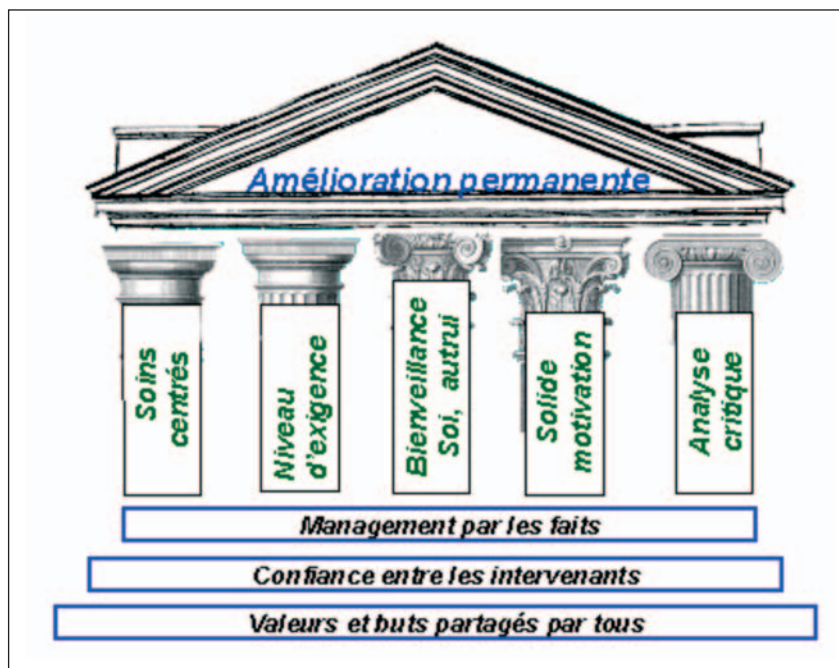 Amélioration permanente
Soins
centrés
Niveau
d'exigence
Bienveillance
Soi, autrui
Solide
motivation
Analyse
critique
Management par les faits
Confiance entre les intervenants
Valeurs et buts partagés par tous